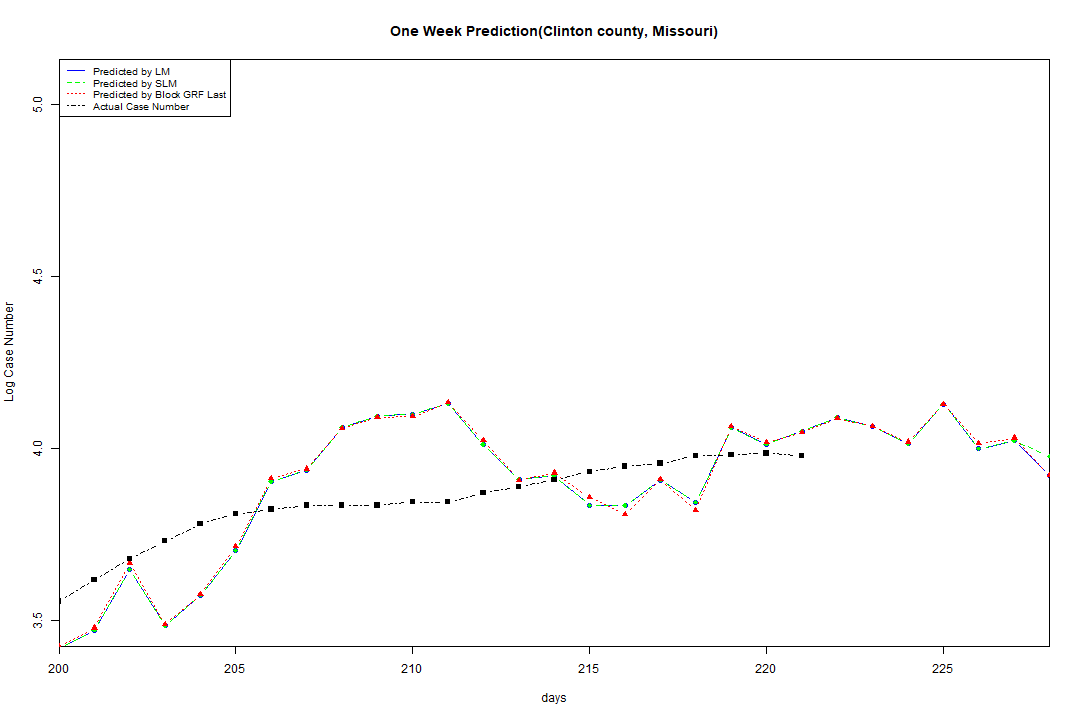 One Week Prediction(Clinton county, Missouri)
Predicted by LM
Predicted by SLM
Predicted by Block GRF Last
Actual Case Number
5.0
4.5
4.0
3.5
Log Case Number
200 205 210 215 220 225
days